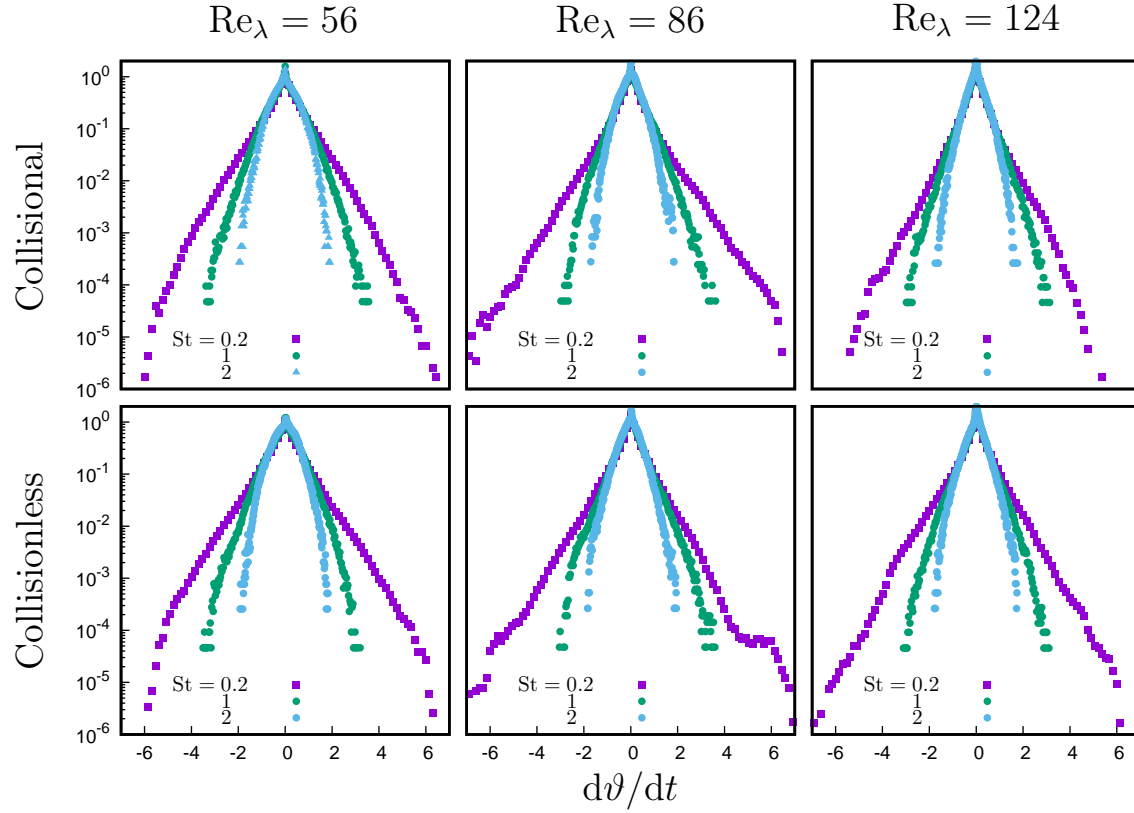 Re_λ = 56 Re_λ = 86 Re_λ = 124
Collisional
10^0
10^-1
10^-2
10^-3
10^-4
10^-5
10^-6
St = 0.2
1
2
St = 0.2
1
2
St = 0.2
1
2
Collisionless
10^0
10^-1
10^-2
10^-3
10^-4
10^-5
10^-6
St = 0.2
1
2
St = 0.2
1
2
St = 0.2
1
2
-6 -4 -2 0 2 4 6 -6 -4 -2 0 2 4 6 -6 -4 -2 0 2 4 6
dϑ/dt